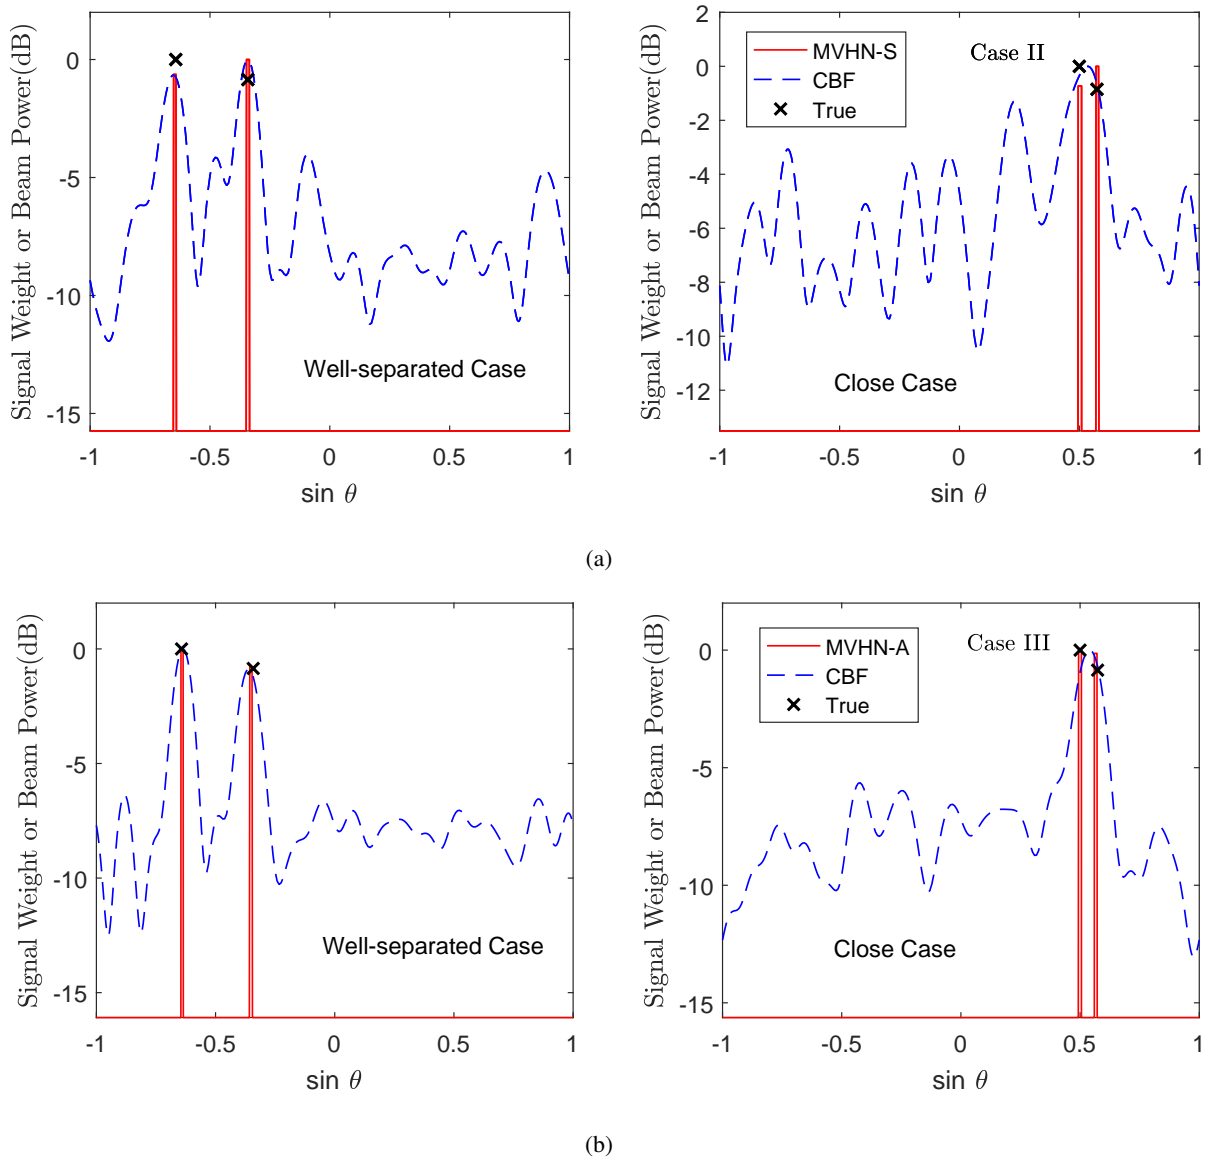 Signal Weight or Beam Power(dB)
0
-5
-10
-15
Well-separated Case
-1
-0.5
0
0.5
1
sin θ
Signal Weight or Beam Power(dB)
2
0
-2
-4
-6
-8
-10
-12
MVHN-S
CBF
True
Case II
Close Case
-1
-0.5
0
0.5
1
sin θ
(a)
Signal Weight or Beam Power(dB)
0
-5
-10
-15
Well-separated Case
-1
-0.5
0
0.5
1
sin θ
Signal Weight or Beam Power(dB)
0
-5
-10
-15
MVHN-A
CBF
True
Case III
Close Case
-1
-0.5
0
0.5
1
sin θ
(b)